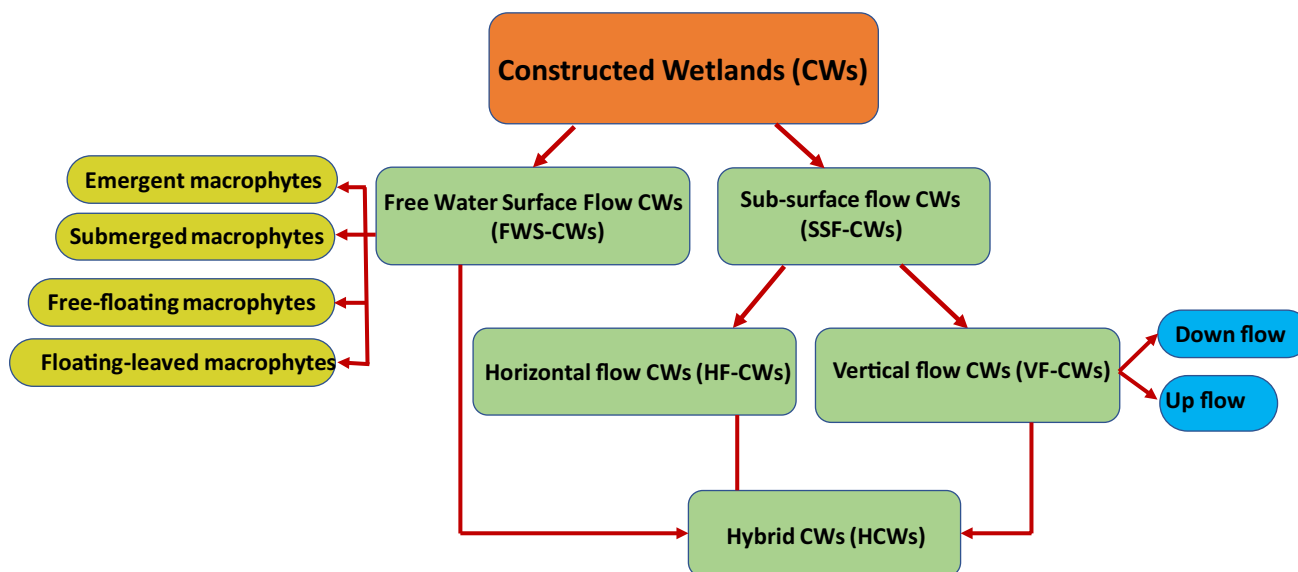 Constructed Wetlands (CWs)
Free Water Surface Flow CWs
(FWS-CWs)
Sub-surface flow CWs
(SSF-CWs)
Emergent macrophytes
Submerged macrophytes
Free-floating macrophytes
Floating-leaved macrophytes
Horizontal flow CWs (HF-CWs)
Vertical flow CWs (VF-CWs)
Down flow
Up flow
Hybrid CWs (HCWs)